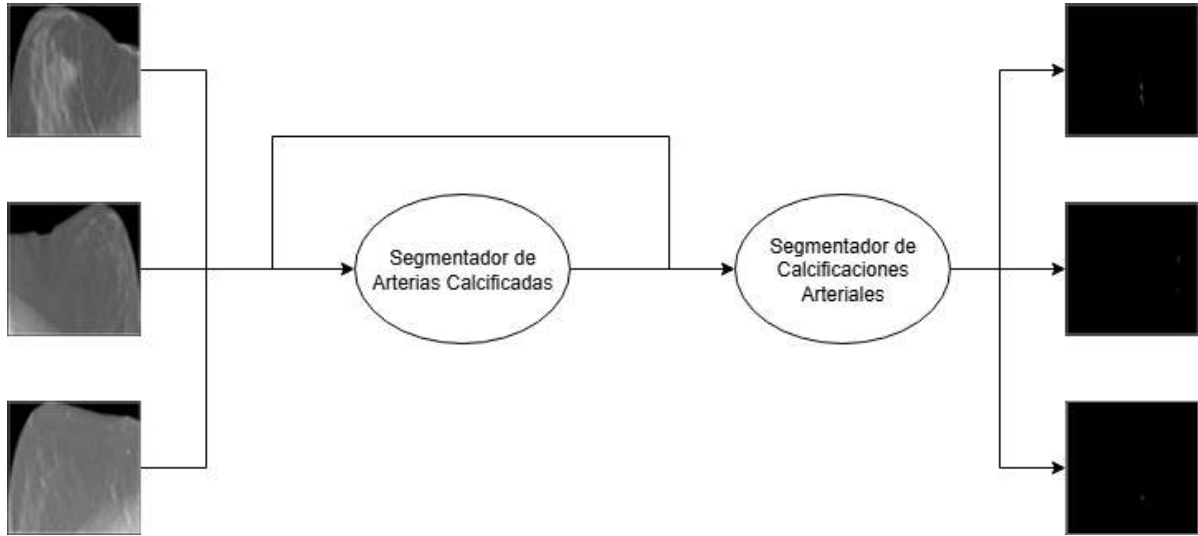 Segmentador de
Arterias Calcificadas
Segmentador de
Calcificaciones
Arteriales